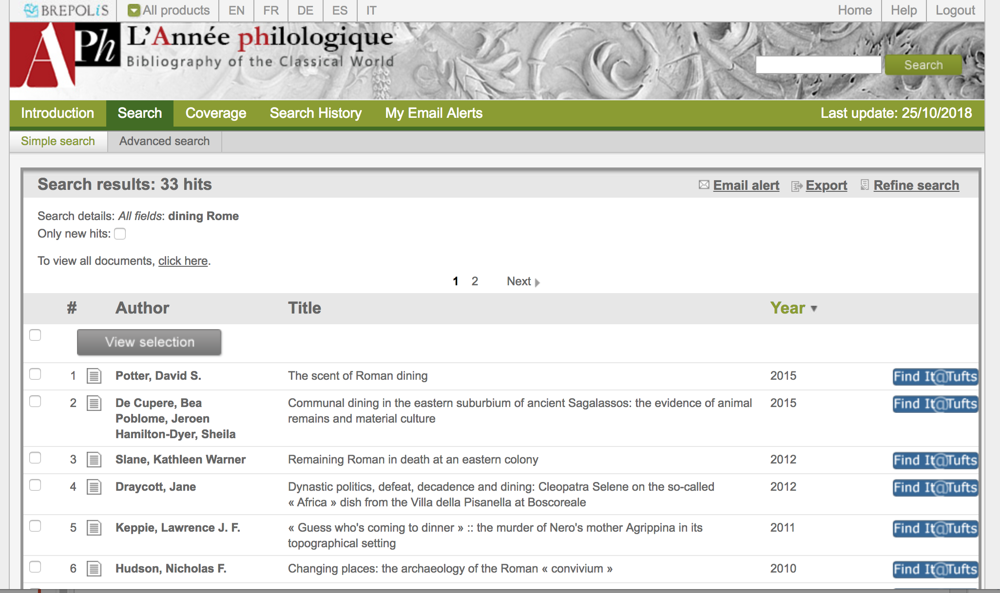 BREPOLiS All products EN FR DE ES IT Home Help Logout
APh L'Année philologique
Bibliography of the Classical World
Search
Introduction Search Coverage Search History My Email Alerts Last update: 25/10/2018
Simple search Advanced search
Search results: 33 hits Email alert Export Refine search
Search details: All fields: dining Rome
Only new hits:
To view all documents, click here.
1 2 Next
# Author Title Year
View selection
1 Potter, David S. The scent of Roman dining 2015 Find It@Tufts
2 De Cupere, Bea Communal dining in the eastern suburbium of ancient Sagalassos: the evidence of animal 2015 Find It@Tufts
Poblome, Jeroen remains and material culture
Hamilton-Dyer, Sheila
3 Slane, Kathleen Warner Remaining Roman in death at an eastern colony 2012 Find It@Tufts
4 Draycott, Jane Dynastic politics, defeat, decadence and dining: Cleopatra Selene on the so-called 2012 Find It@Tufts
« Africa » dish from the Villa della Pisanella at Boscoreale
5 Keppie, Lawrence J. F. « Guess who's coming to dinner » :: the murder of Nero's mother Agrippina in its 2011 Find It@Tufts
topographical setting
6 Hudson, Nicholas F. Changing places: the archaeology of the Roman « convivium » 2010 Find It@Tufts